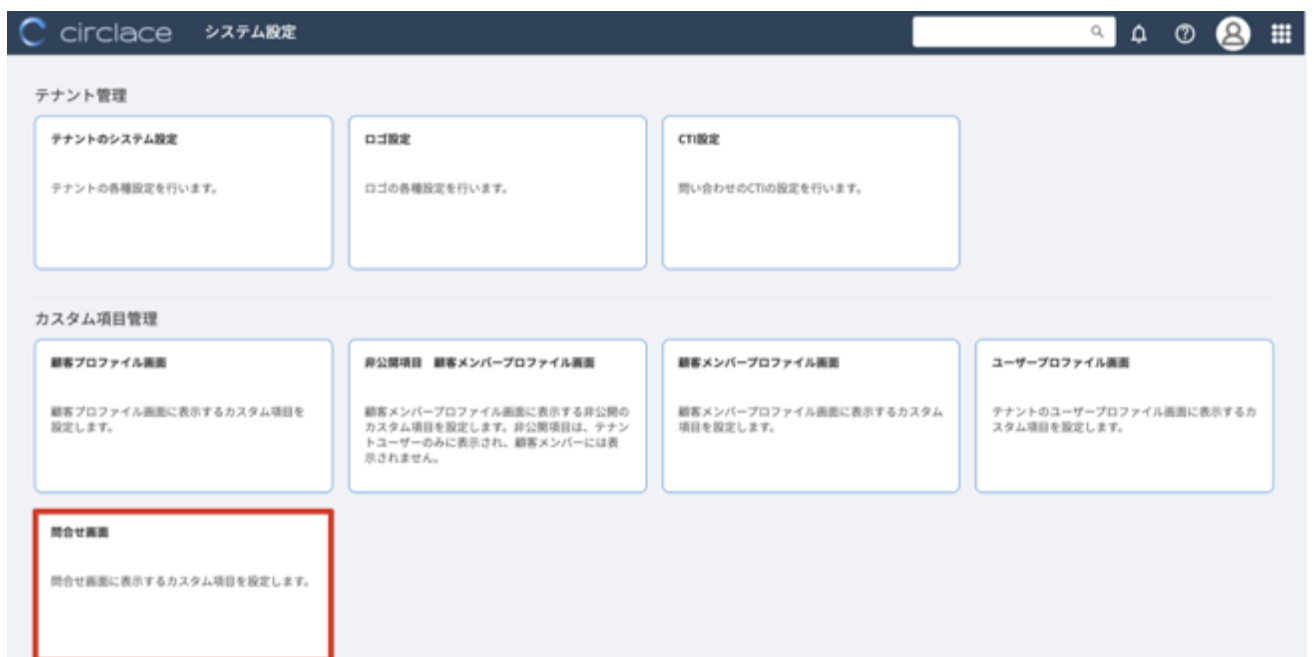 circlace システム設定
テナント管理
テナントのシステム設定
テナントの各種設定を行います。
ロゴ設定
ロゴの各種設定を行います。
CTI設定
問い合わせのCTIの設定を行います。
カスタム項目管理
顧客プロファイル画面
顧客プロファイル画面に表示するカスタム項目を
設定します。
非公開項目　顧客メンバープロファイル画面
顧客メンバープロファイル画面に表示する非公開の
カスタム項目を設定します。非公開項目は、テナン
トユーザーのみに表示され、顧客メンバーには表
示されません。
顧客メンバープロファイル画面
顧客メンバープロファイル画面に表示するカスタム
項目を設定します。
ユーザープロファイル画面
テナントのユーザープロファイル画面に表示するカ
スタム項目を設定します。
問合せ画面
問合せ画面に表示するカスタム項目を設定します。